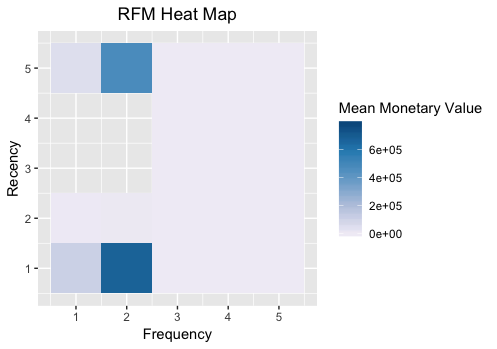 RFM Heat Map
Recency
5
4
3
2
1
1 2 3 4 5
Frequency
Mean Monetary Value
6e+05
4e+05
2e+05
0e+00